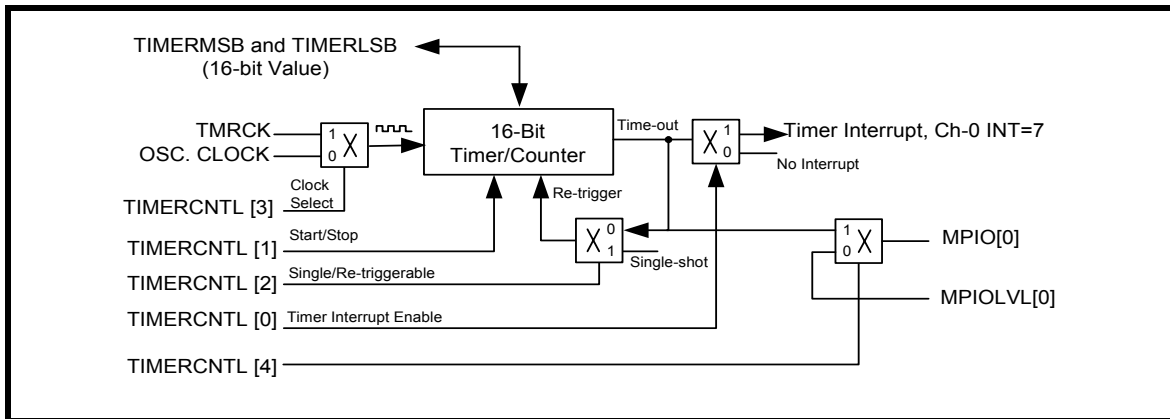 TIMERMSB and TIMERLSB
(16-bit Value)
TMRCK
OSC. CLOCK
1
0
X
Clock
Select
16-Bit
Timer/Counter
Time-out
X
1
0
Timer Interrupt, Ch-0 INT=7
No Interrupt
Re-trigger
TIMERCNTL [3]
TIMERCNTL [1]
Start/Stop
X
0
1
Single-shot
1
0
X
MPIO[0]
TIMERCNTL [2]
Single/Re-triggerable
MPIOLVL[0]
TIMERCNTL [0]
Timer Interrupt Enable
TIMERCNTL [4]